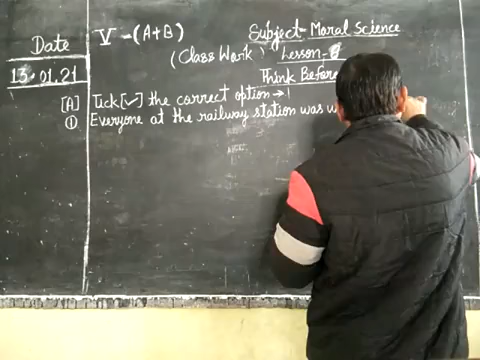 Date V-(A+B) Subject-Moral Science
(Class Work) Lesson-
13.01.21 Think Before
[A] Tick[✓] the correct option→
① Everyone at the railway station was